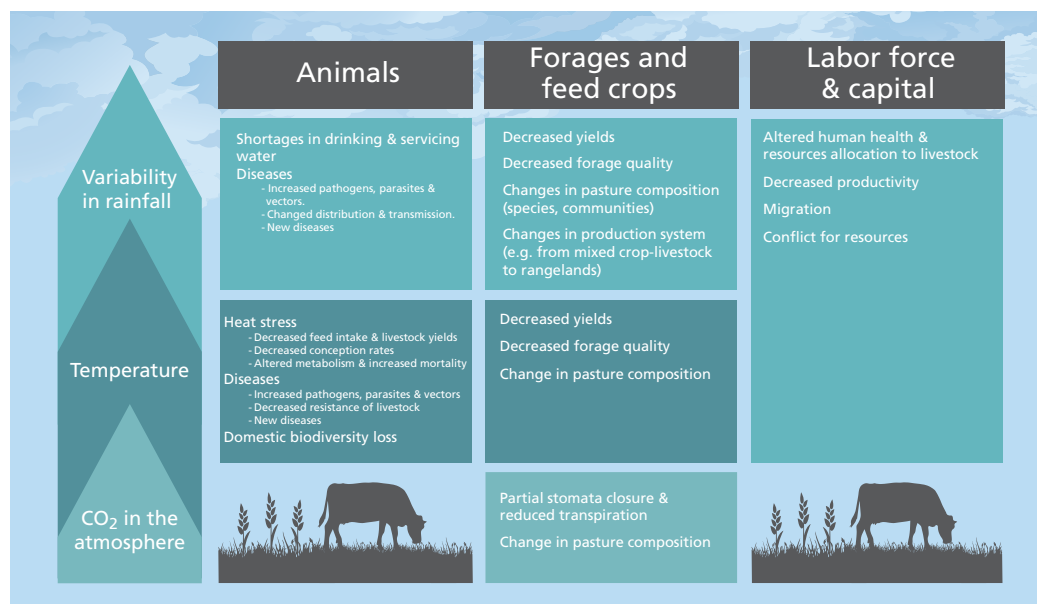 Animals
Forages and
feed crops
Labor force
& capital
Variability
in rainfall
Shortages in drinking & servicing
water
Diseases
- Increased pathogens, parasites &
vectors.
- Changed distribution & transmission.
- New diseases
Decreased yields
Decreased forage quality
Changes in pasture composition
(species, communities)
Changes in production system
(e.g. from mixed crop-livestock
to rangelands)
Altered human health &
resources allocation to livestock
Decreased productivity
Migration
Conflict for resources
Temperature
Heat stress
- Decreased feed intake & livestock yields
- Decreased conception rates
- Altered metabolism & increased mortality
Diseases
- Increased pathogens, parasites & vectors
- Decreased resistance of livestock
- New diseases
Domestic biodiversity loss
Decreased yields
Decreased forage quality
Change in pasture composition
CO₂ in the
atmosphere
Partial stomata closure &
reduced transpiration
Change in pasture composition